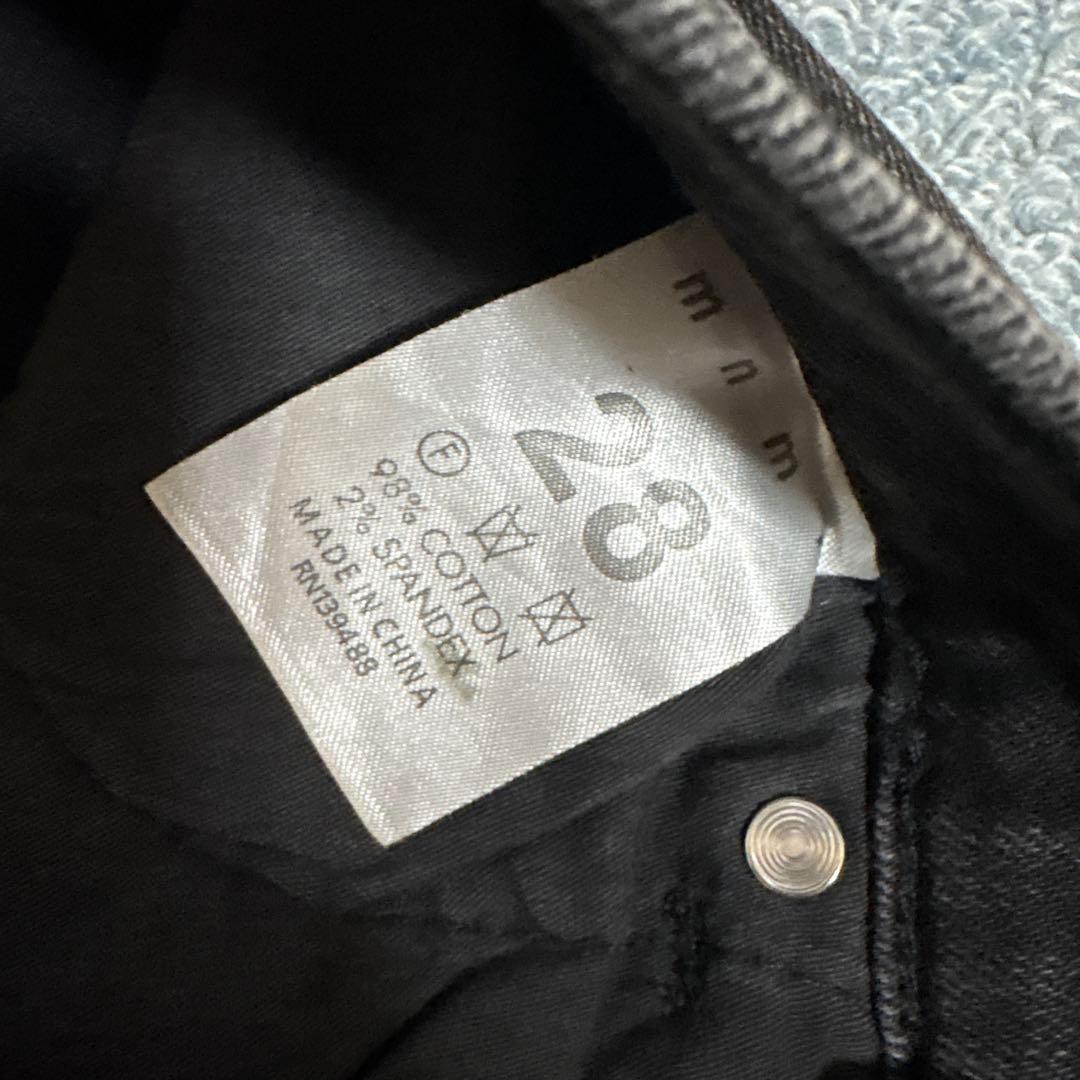 m n m
28
F
98% COTTON
2% SPANDEX
MADE IN CHINA
RN139488